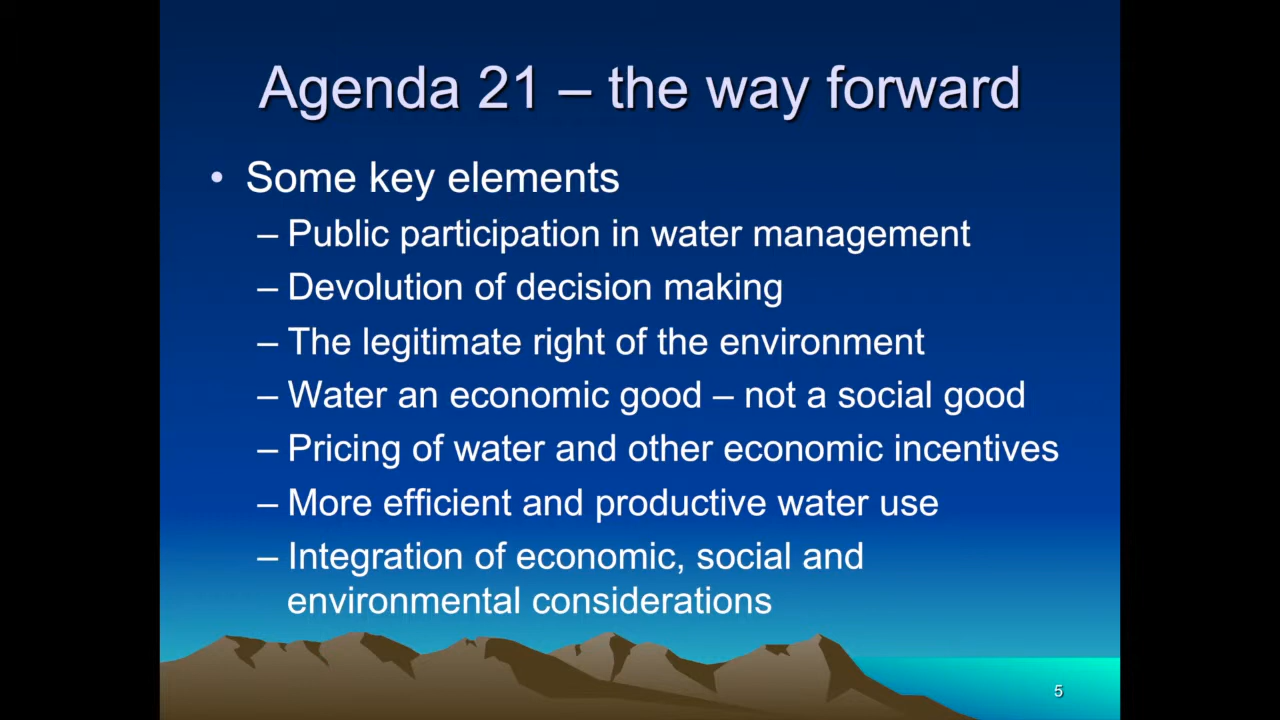 Agenda 21 – the way forward
• Some key elements
– Public participation in water management
– Devolution of decision making
– The legitimate right of the environment
– Water an economic good – not a social good
– Pricing of water and other economic incentives
– More efficient and productive water use
– Integration of economic, social and
environmental considerations
5